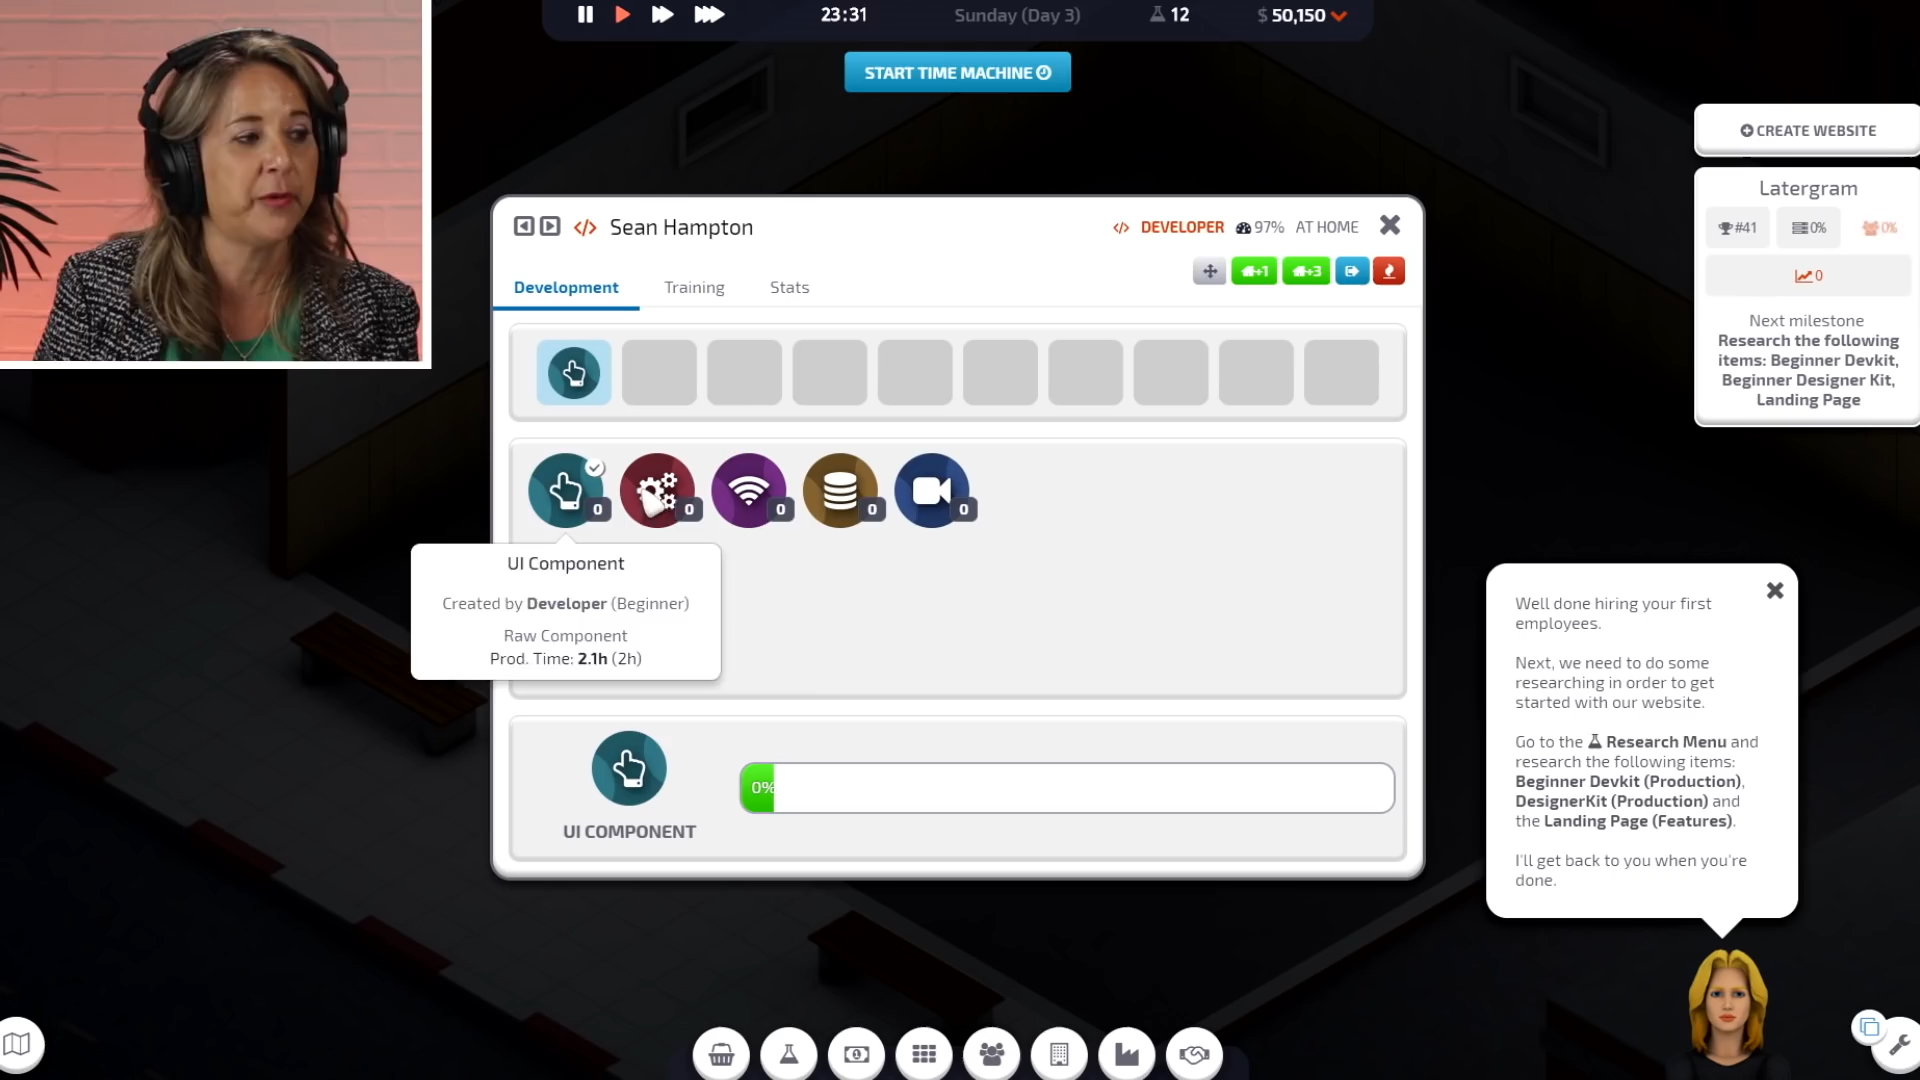 23:31
Sunday (Day 3)
12
$ 50,150
START TIME MACHINE
CREATE WEBSITE
Latergram
#41
0%
0%
0
Next milestone
Research the following
items: Beginner Devkit,
Beginner Designer Kit,
Landing Page
Sean Hampton
DEVELOPER
97%
AT HOME
+1
+3
Development
Training
Stats
0
0
0
0
0
UI Component
Created by Developer (Beginner)
Raw Component
Prod. Time: 2.1h (2h)
0%
UI COMPONENT
Well done hiring your first
employees.
Next, we need to do some
researching in order to get
started with our website.
Go to the Research Menu and
research the following items:
Beginner Devkit (Production),
DesignerKit (Production) and
the Landing Page (Features).
I'll get back to you when you're
done.